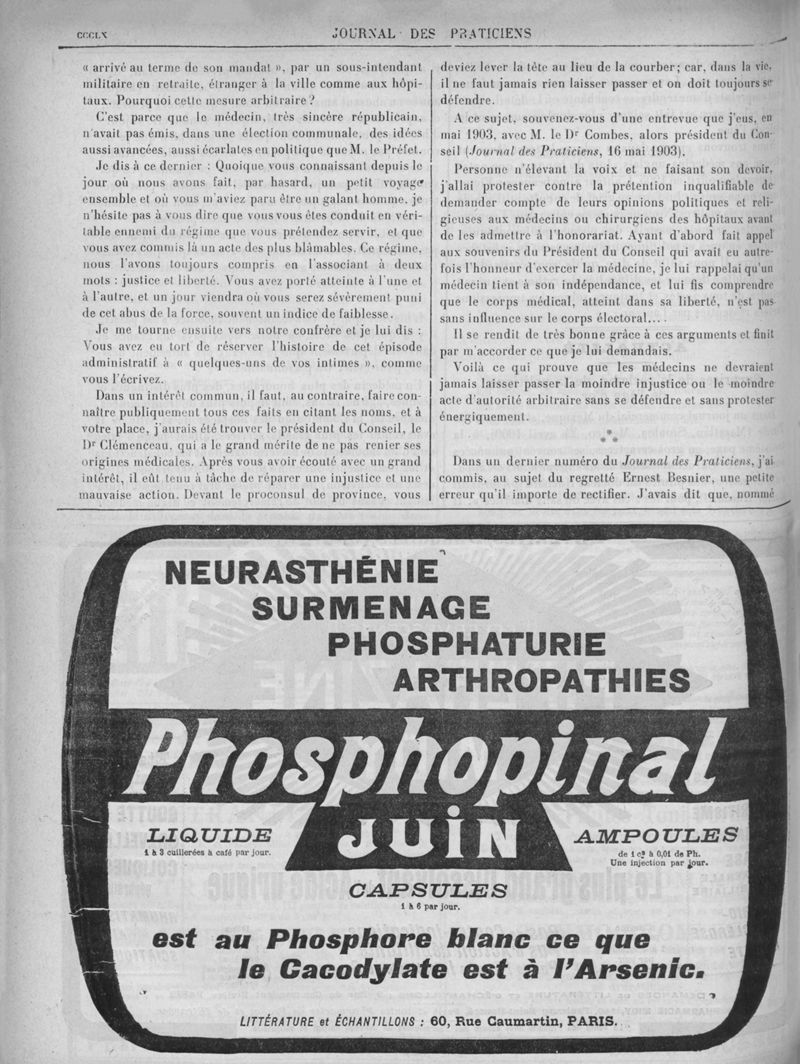 CCCLX
JOURNAL DES PRATICIENS
« arrivé au terme de son mandat », par un sous-intendant
militaire en retraite, étranger à la ville comme aux hôpi-
taux. Pourquoi cette mesure arbitraire ?
C'est parce que le médecin, très sincère républicain,
n'avait pas émis, dans une élection communale, des idées
aussi avancées, aussi écarlates en politique que M. le Préfet.
Je dis à ce dernier : Quoique vous connaissant depuis le
jour où nous avons fait, par hasard, un petit voyage
ensemble et où vous m'aviez paru être un galant homme, je
n'hésite pas à vous dire que vous vous êtes conduit en véri-
table ennemi du régime que vous prétendez servir, et que
vous avez commis là un acte des plus blâmables. Ce régime,
nous l'avons toujours compris en l'associant à deux
mots : justice et liberté. Vous avez porté atteinte à l'une et
à l'autre, et un jour viendra où vous serez sévèrement puni
de cet abus de la force, souvent un indice de faiblesse.
Je me tourne ensuite vers notre confrère et je lui dis :
Vous avez eu tort de réserver l'histoire de cet épisode
administratif à « quelques-uns de vos intimes », comme
vous l'écrivez.
Dans un intérêt commun, il faut, au contraire, faire con-
naître publiquement tous ces faits en citant les noms, et à
votre place, j'aurais été trouver le président du Conseil, le
Dr Clémenceau, qui a le grand mérite de ne pas renier ses
origines médicales. Après vous avoir écouté avec un grand
intérêt, il eût tenu à tâche de réparer une injustice et une
mauvaise action. Devant le proconsul de province, vous
deviez lever la tête au lieu de la courber ; car, dans la vie,
il ne faut jamais rien laisser passer et on doit toujours se
défendre.
A ce sujet, souvenez-vous d'une entrevue que j'eus, en
mai 1903, avec M. le Dr Combes, alors président du Con-
seil (Journal des Praticiens, 16 mai 1903).
Personne n'élevant la voix et ne faisant son devoir,
j'allai protester contre la prétention inqualifiable de
demander compte de leurs opinions politiques et reli-
gieuses aux médecins ou chirurgiens des hôpitaux avant
de les admettre à l'honorariat. Ayant d'abord fait appel
aux souvenirs du Président du Conseil qui avait eu autre-
fois l'honneur d'exercer la médecine, je lui rappelai qu'un
médecin tient à son indépendance, et lui fis comprendre
que le corps médical, atteint dans sa liberté, n'est pas
sans influence sur le corps électoral...
Il se rendit de très bonne grâce à ces arguments et finit
par m'accorder ce que je lui demandais.
Voilà ce qui prouve que les médecins ne devraient
jamais laisser passer la moindre injustice ou le moindre
acte d'autorité arbitraire sans se défendre et sans protester
énergiquement.
Dans un dernier numéro du Journal des Praticiens, j'ai
commis, au sujet du regretté Ernest Besnier, une petite
erreur qu'il importe de rectifier. J'avais dit que, nommé
NEURASTHÉNIE
SURMENAGE
PHOSPHATURIE
ARTHROPATHIES
Phosphopinal
JUIN
LIQUIDE
1 à 3 cuillerées à café par jour.
AMPOULES
de 1 cc à 0,01 de Ph.
Une injection par jour.
CAPSULES
1 à 6 par jour.
est au Phosphore blanc ce que
le Cacodylate est à l'Arsenic.
LITTÉRATURE et ÉCHANTILLONS : 60, Rue Caumartin, PARIS.